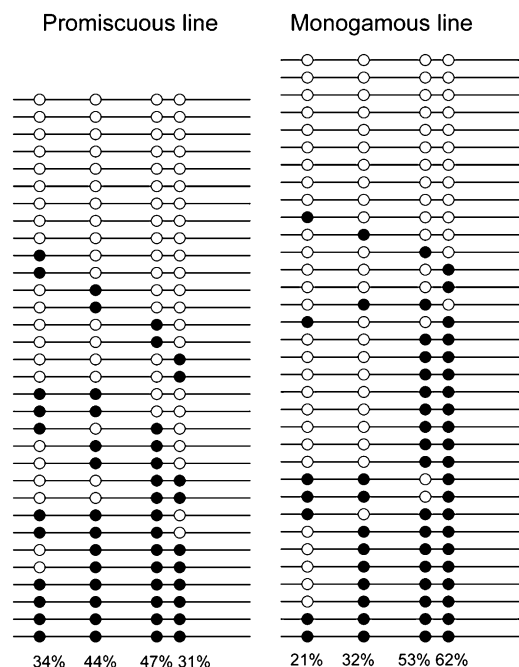 Promiscuous line
Monogamous line
34% 44% 47% 31%
21% 32% 53% 62%